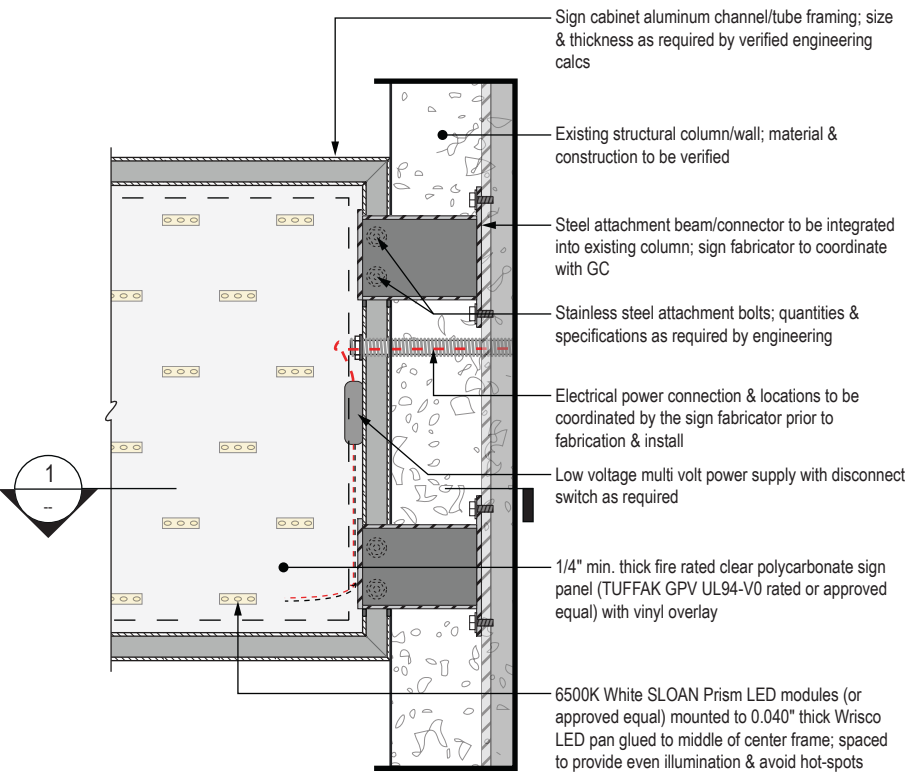 Sign cabinet aluminum channel/tube framing; size
& thickness as required by verified engineering
calcs
Existing structural column/wall; material &
construction to be verified
Steel attachment beam/connector to be integrated
into existing column; sign fabricator to coordinate
with GC
Stainless steel attachment bolts; quantities &
specifications as required by engineering
Electrical power connection & locations to be
coordinated by the sign fabricator prior to
fabrication & install
Low voltage multi volt power supply with disconnect
switch as required
1
--
1/4" min. thick fire rated clear polycarbonate sign
panel (TUFFAK GPV UL94-V0 rated or approved
equal) with vinyl overlay
6500K White SLOAN Prism LED modules (or
approved equal) mounted to 0.040" thick Wrisco
LED pan glued to middle of center frame; spaced
to provide even illumination & avoid hot-spots